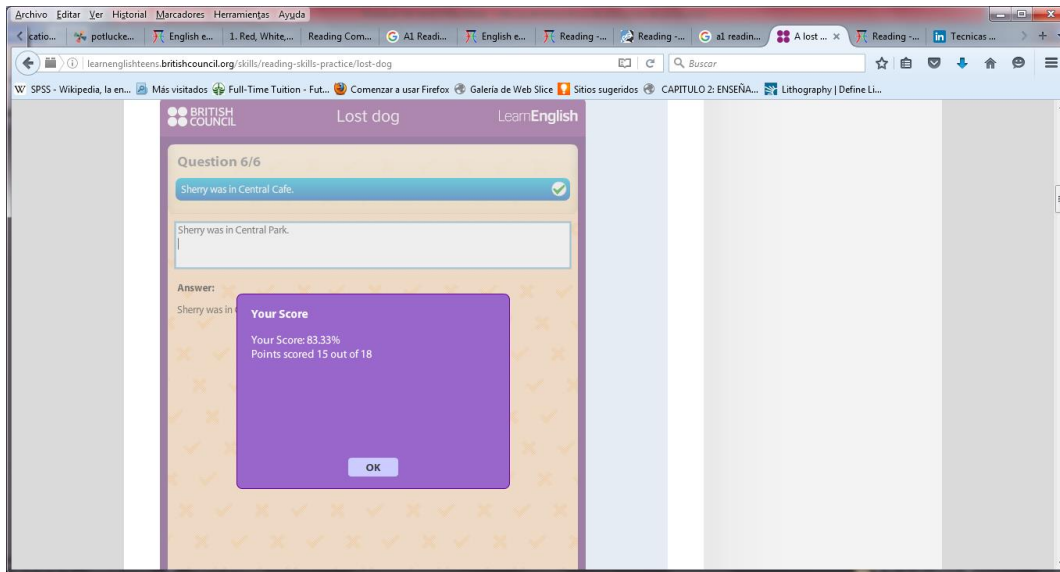 Archivo Editar Ver Historial Marcadores Herramientas Ayuda
catio... potlucke... English e... 1. Red, White,... Reading Com... A1 Readi... English e... Reading -... Reading -... a1 readin... A lost ... Reading -... Tecnicas ...
learnenglishteens.britishcouncil.org/skills/reading-skills-practice/lost-dog Buscar
SPSS - Wikipedia, la en... Más visitados Full-Time Tuition - Fut... Comenzar a usar Firefox Galería de Web Slice Sitios sugeridos CAPITULO 2: ENSEÑA... Lithography | Define Li...
BRITISH COUNCIL Lost dog LearnEnglish
Question 6/6
Sherry was in Central Cafe.
Sherry was in Central Park.
Answer:
Sherry was in
Your Score
Your Score: 83.33%
Points scored 15 out of 18
OK